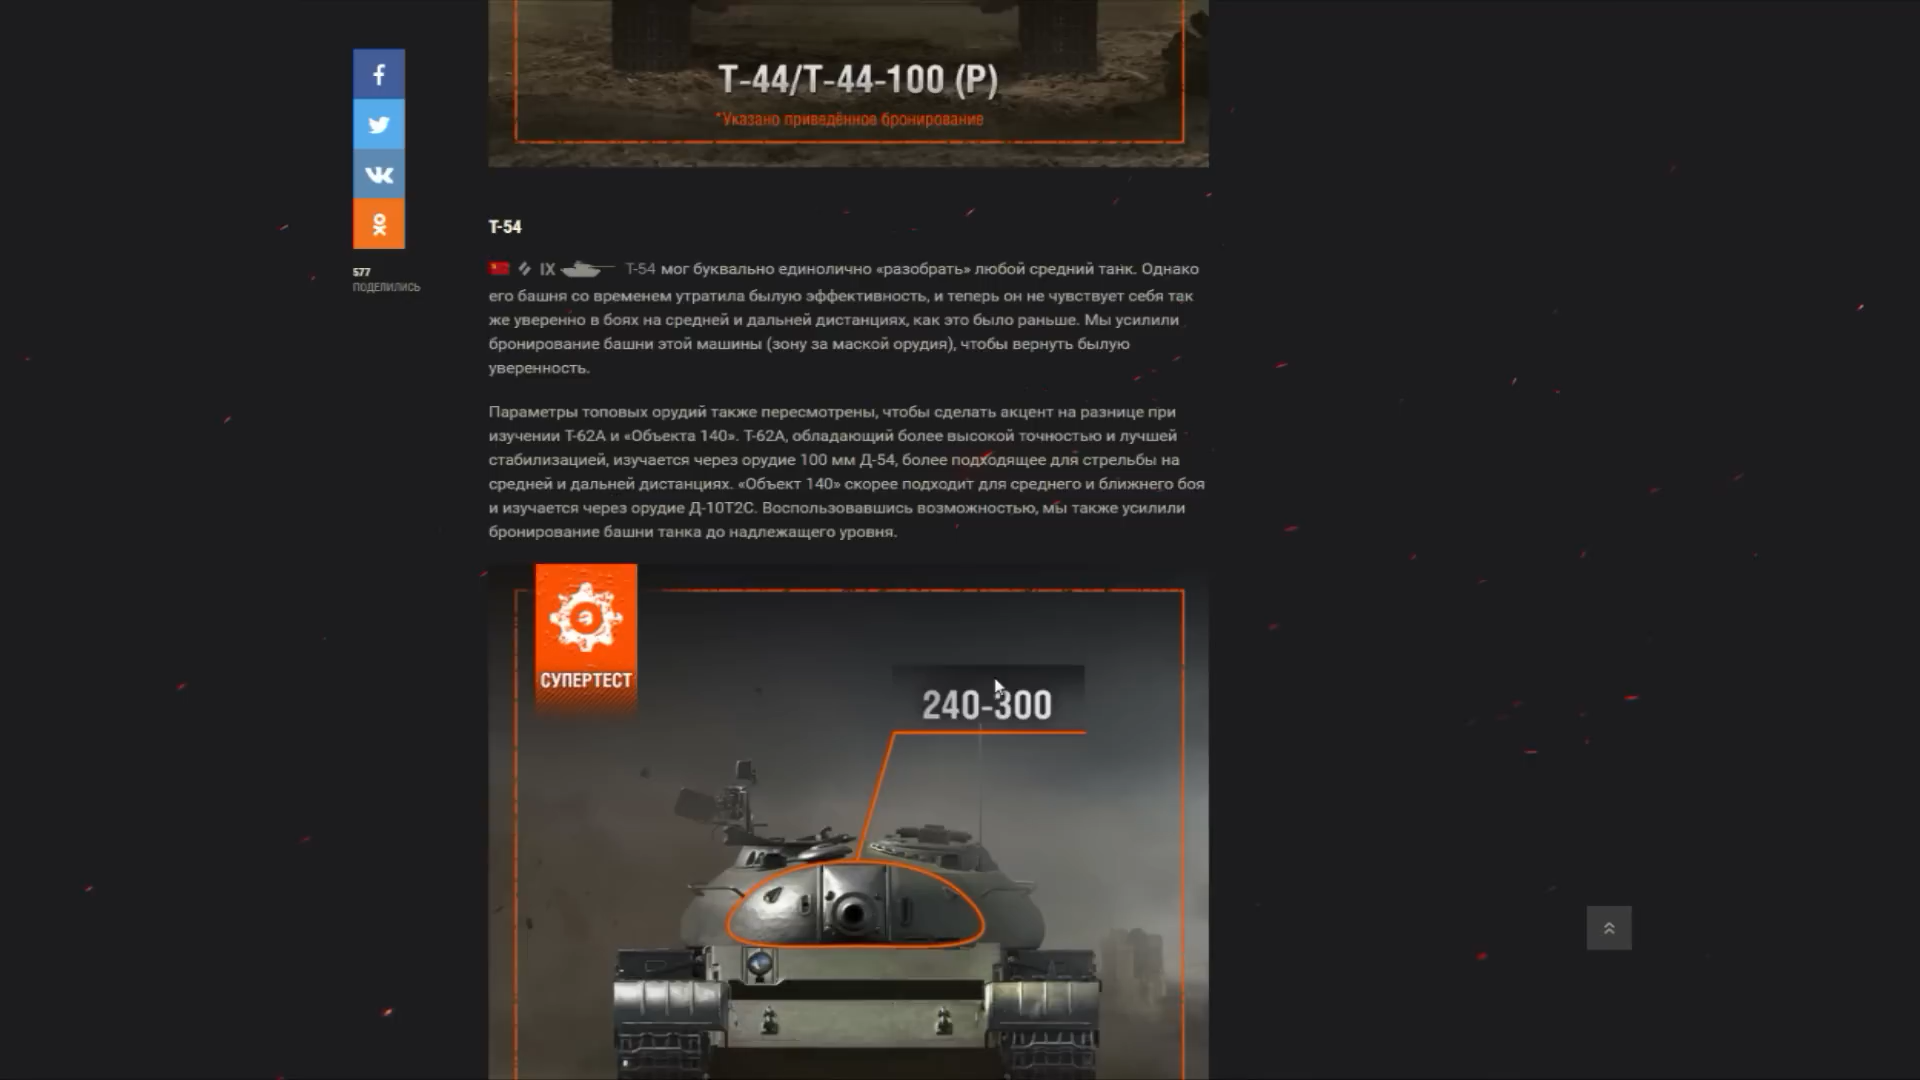 Т-44/Т-44-100 (Р)
*Указано приведённое бронирование
577
ПОДЕЛИЛИСЬ
Т-54
IX Т-54 мог буквально единолично «разобрать» любой средний танк. Однако
его башня со временем утратила былую эффективность, и теперь он не чувствует себя так
же уверенно в боях на средней и дальней дистанциях, как это было раньше. Мы усилили
бронирование башни этой машины (зону за маской орудия), чтобы вернуть былую
уверенность.
Параметры топовых орудий также пересмотрены, чтобы сделать акцент на разнице при
изучении Т-62А и «Объекта 140». Т-62А, обладающий более высокой точностью и лучшей
стабилизацией, изучается через орудие 100 мм Д-54, более подходящее для стрельбы на
средней и дальней дистанциях. «Объект 140» скорее подходит для среднего и ближнего боя
и изучается через орудие Д-10Т2С. Воспользовавшись возможностью, мы также усилили
бронирование башни танка до надлежащего уровня.
СУПЕРТЕСТ
240-300